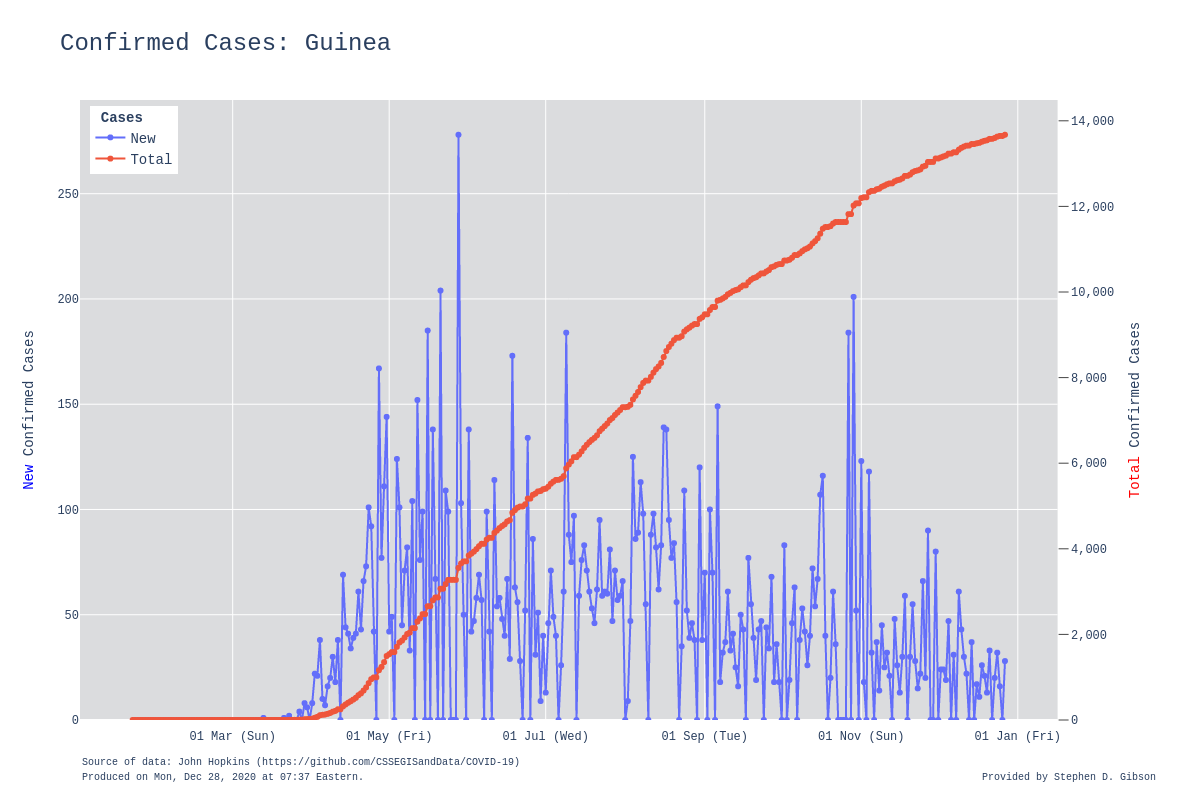 Confirmed Cases: Guinea
Cases
New
Total
250
200
150
100
50
0
New Confirmed Cases
14,000
12,000
10,000
8,000
6,000
4,000
2,000
0
Total Confirmed Cases
01 Mar (Sun)
01 May (Fri)
01 Jul (Wed)
01 Sep (Tue)
01 Nov (Sun)
01 Jan (Fri)
Source of data: John Hopkins (https://github.com/CSSEGISandData/COVID-19)
Produced on Mon, Dec 28, 2020 at 07:37 Eastern.
Provided by Stephen D. Gibson